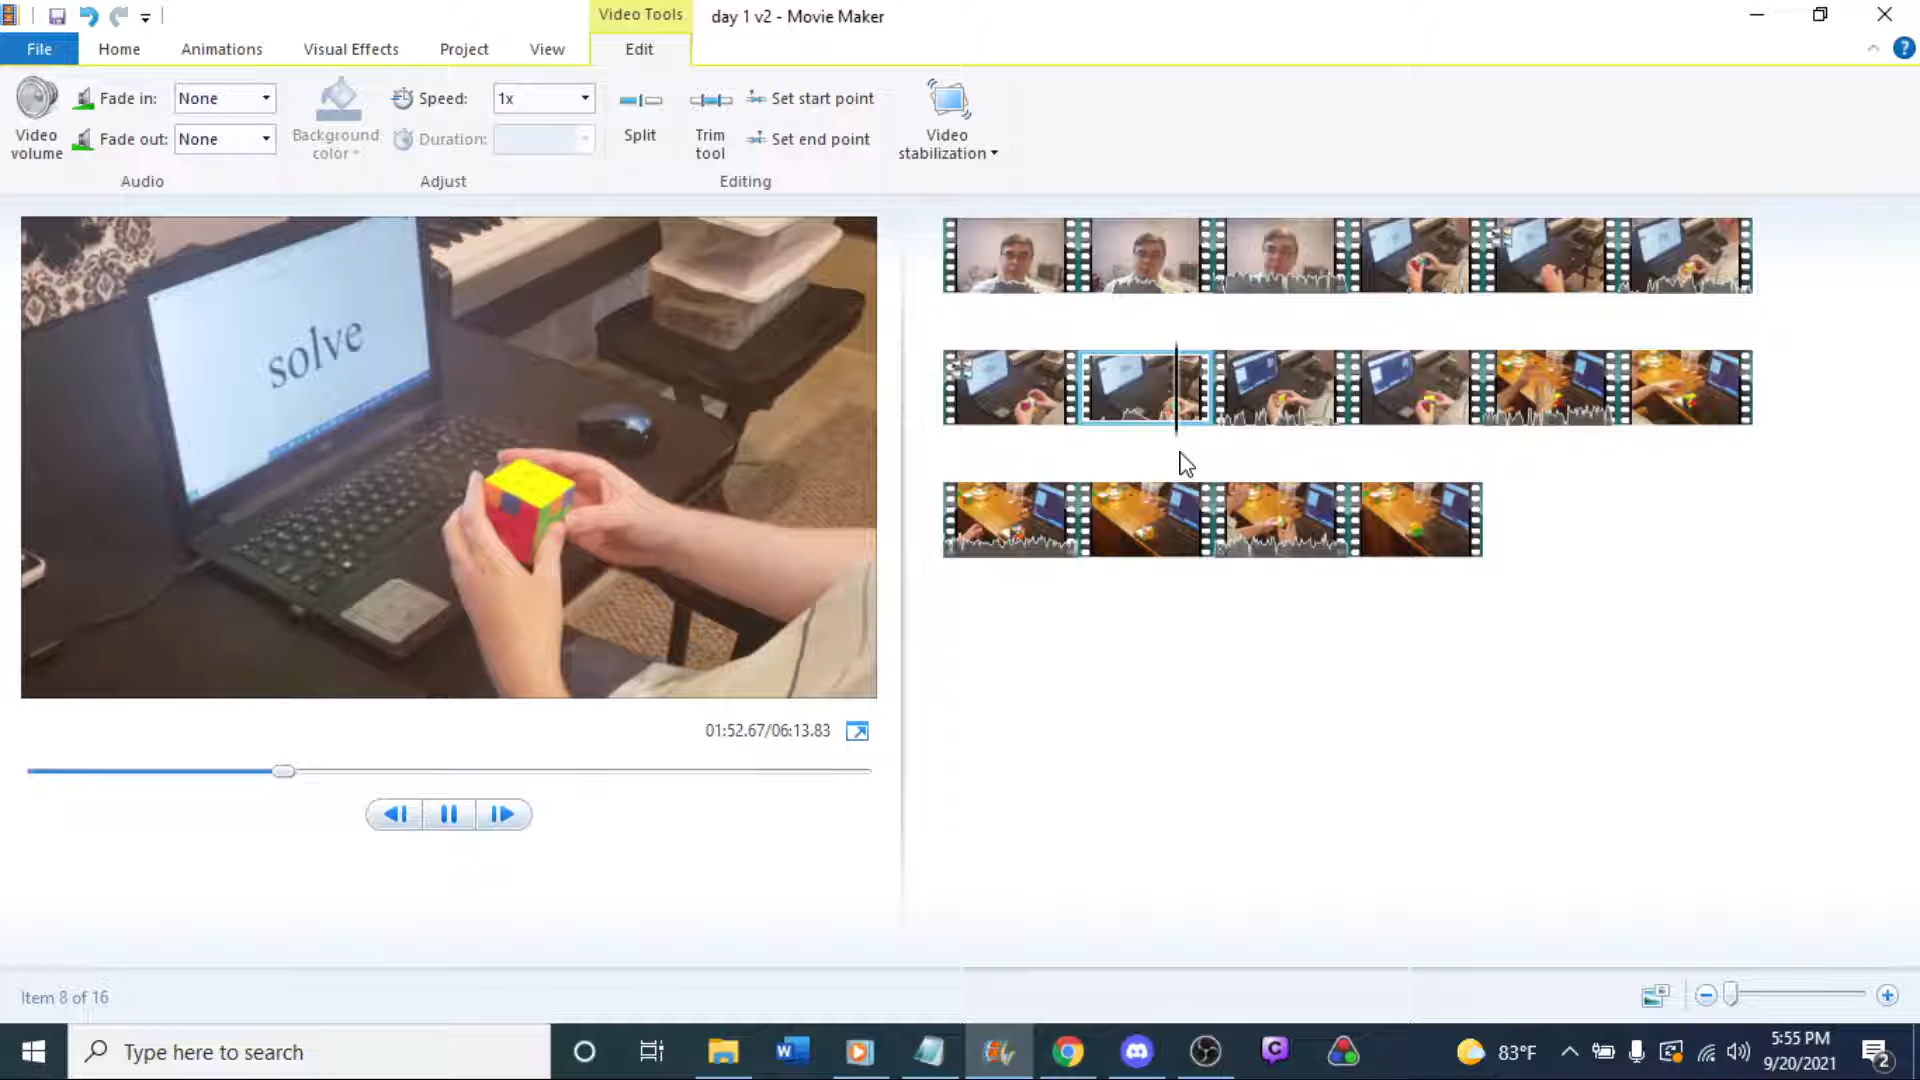 Video Tools
day 1 v2 - Movie Maker
File
Home
Animations
Visual Effects
Project
View
Edit
Video volume
Fade in:
None
Fade out:
None
Background color
Speed:
1x
Duration:
Split
Trim tool
Set start point
Set end point
Video stabilization
Audio
Adjust
Editing
solve
01:52.67/06:13.83
Item 8 of 16
Type here to search
83°F
5:55 PM
9/20/2021
2